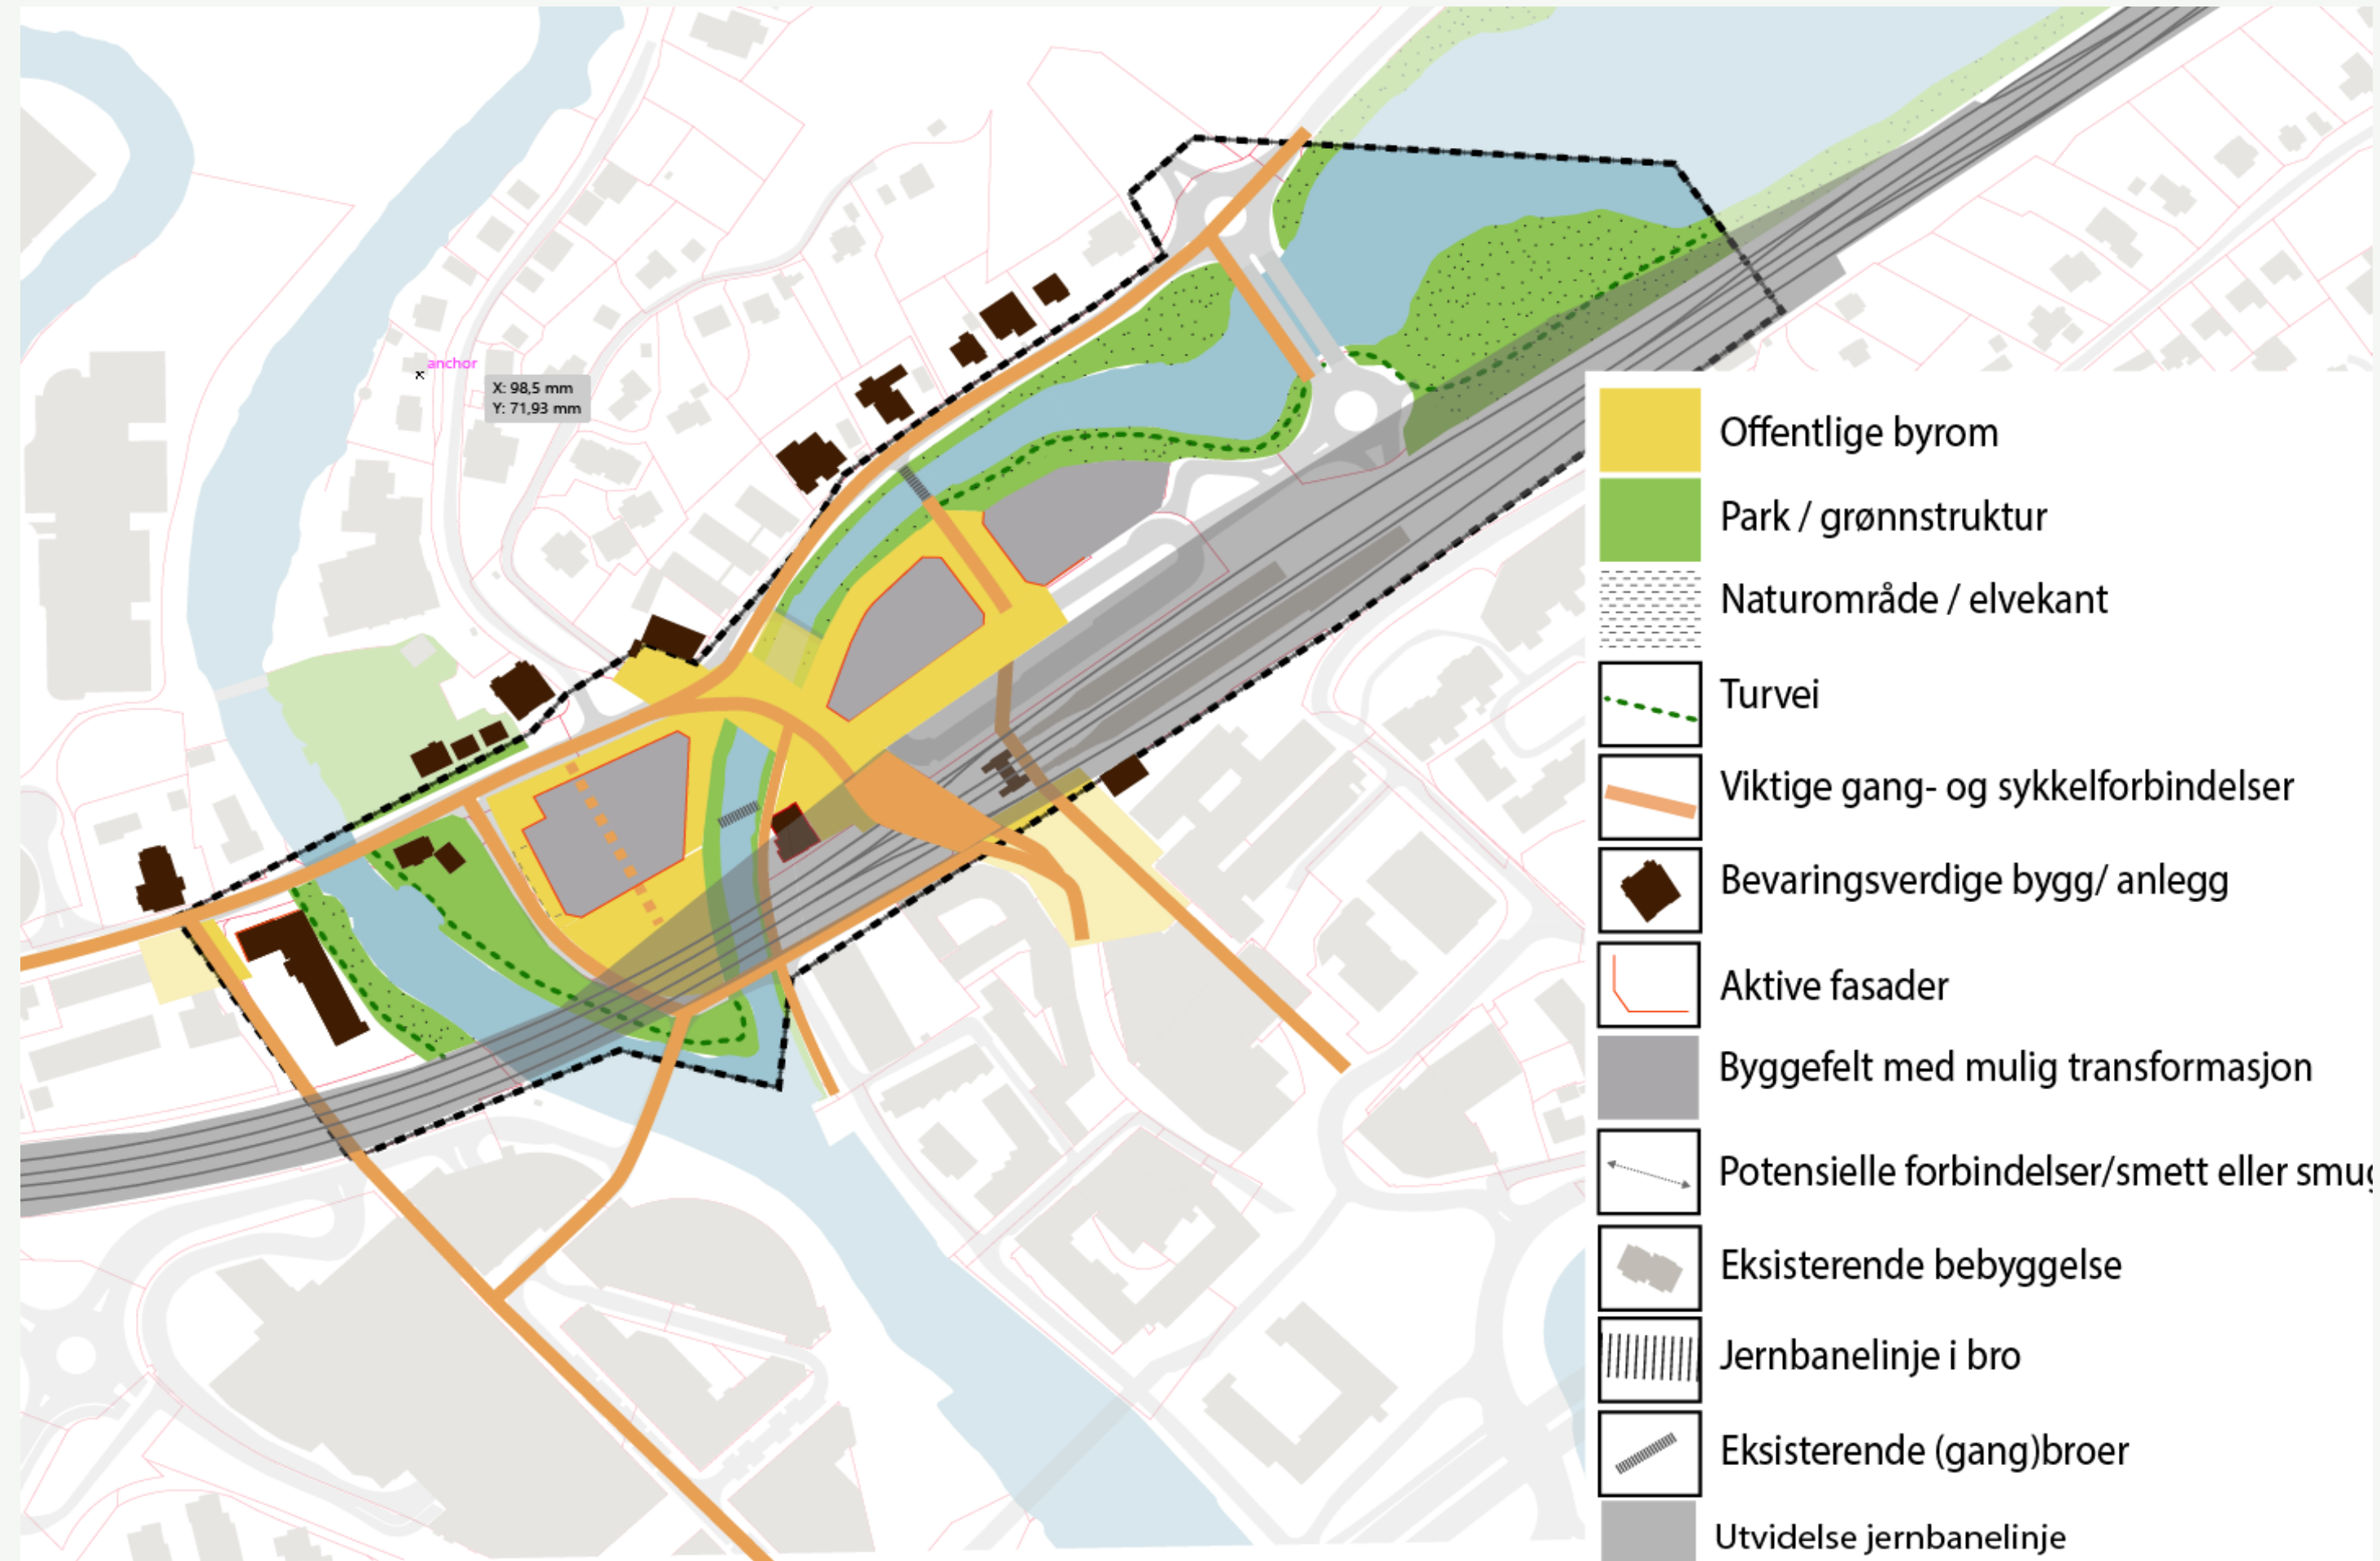 anchor
X: 98,5 mm
Y: 71,93 mm
Offentlige byrom
Park / grønnstruktur
Naturområde / elvekant
Turvei
Viktige gang- og sykkelforbindelser
Bevaringsverdige bygg/ anlegg
Aktive fasader
Byggefelt med mulig transformasjon
Potensielle forbindelser/smett eller smug
Eksisterende bebyggelse
Jernbanelinje i bro
Eksisterende (gang)broer
Utvidelse jernbanelinje